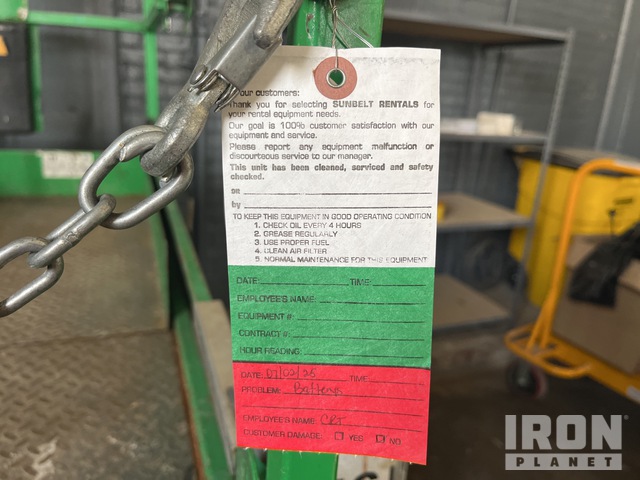 your customers:
Thank you for selecting SUNBELT RENTALS for
your rental equipment needs.
Our goal is 100% customer satisfaction with our
equipment and service.
Please report any equipment malfunction or
discourteous service to our manager.
This unit has been cleaned, serviced and safety
checked.
on
by
TO KEEP THIS EQUIPMENT IN GOOD OPERATING CONDITION
1. CHECK OIL EVERY 4 HOURS
2. GREASE REGULARLY
3. USE PROPER FUEL
4. CLEAN AIR FILTER
5. NORMAL MAINTENANCE FOR THIS EQUIPMENT
DATE: TIME:
EMPLOYEE'S NAME:
EQUIPMENT #:
CONTRACT #:
HOUR READING:
DATE: 07/02/25 TIME
PROBLEM: Batterys
EMPLOYEE'S NAME:
CUSTOMER DAMAGE: YES NO
IRON
PLANET